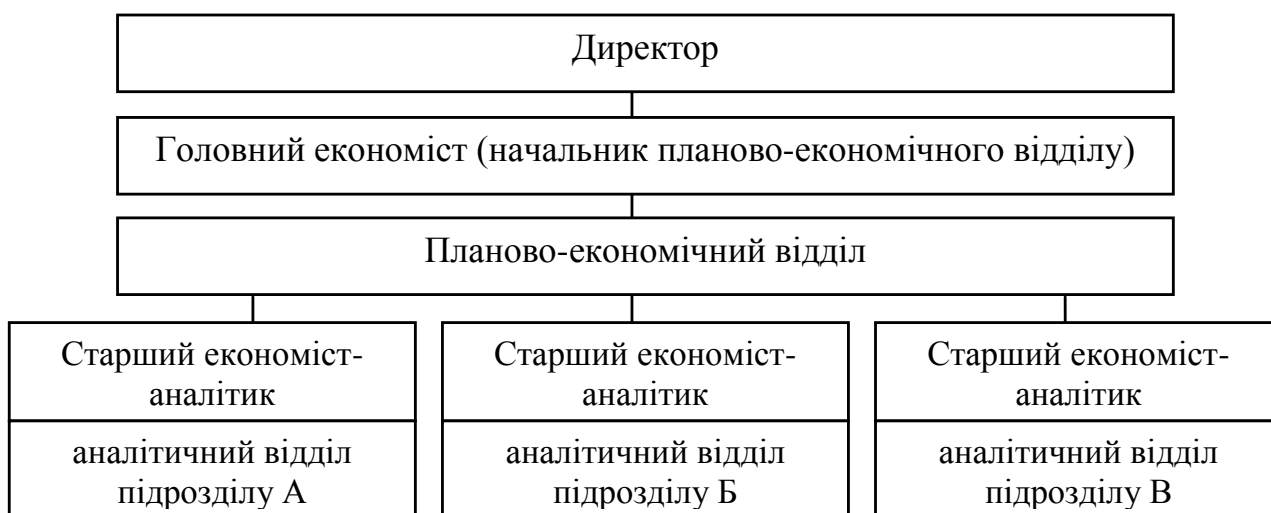 Директор
Головний економіст (начальник планово-економічного відділу)
Планово-економічний відділ
Старший економіст-
аналітик
аналітичний відділ
підрозділу А
Старший економіст-
аналітик
аналітичний відділ
підрозділу Б
Старший економіст-
аналітик
аналітичний відділ
підрозділу В